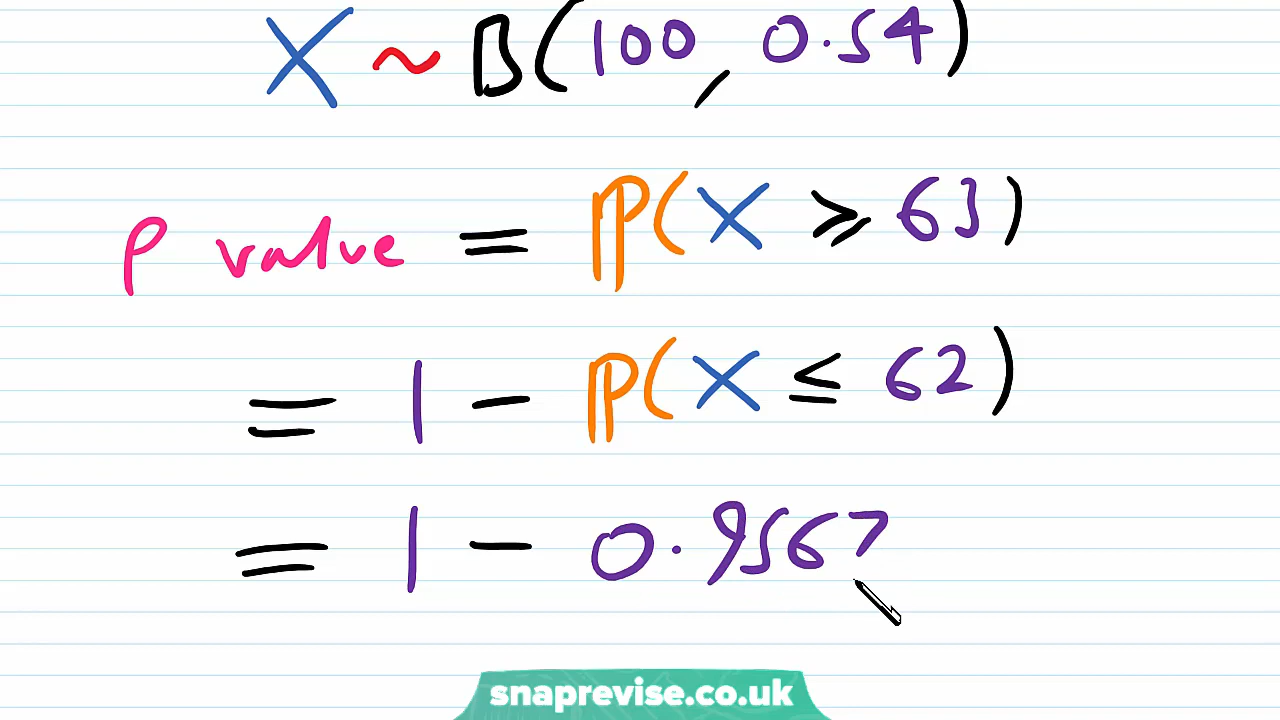 X ~ B(100, 0.54)
p value = ℙ(X ≥ 63)
= 1 - ℙ(X ≤ 62)
= 1 - 0.9567
snaprevise.co.uk